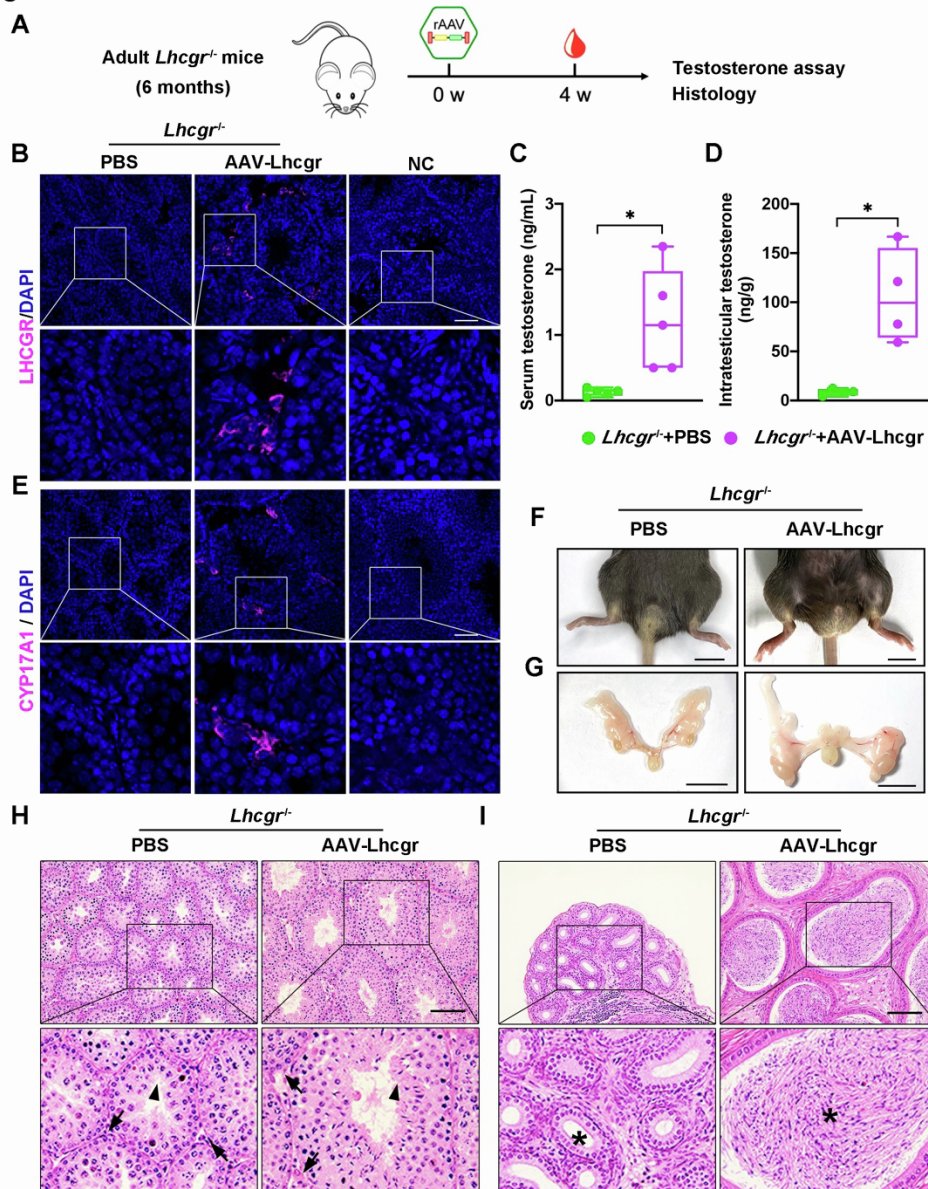 A
Adult Lhcgr-/- mice
(6 months)
rAAV
0 w
4 w
Testosterone assay
Histology
Lhcgr-/-
B
PBS
AAV-Lhcgr
NC
LHCGR/DAPI
C
Serum testosterone (ng/mL)
3
2
1
0
*
D
Intratesticular testosterone
(ng/g)
200
150
100
50
0
*
Lhcgr-/-+PBS
Lhcgr-/-+AAV-Lhcgr
E
CYP17A1 / DAPI
F
Lhcgr-/-
PBS
AAV-Lhcgr
G
H
Lhcgr-/-
PBS
AAV-Lhcgr
I
Lhcgr-/-
PBS
AAV-Lhcgr
*
*